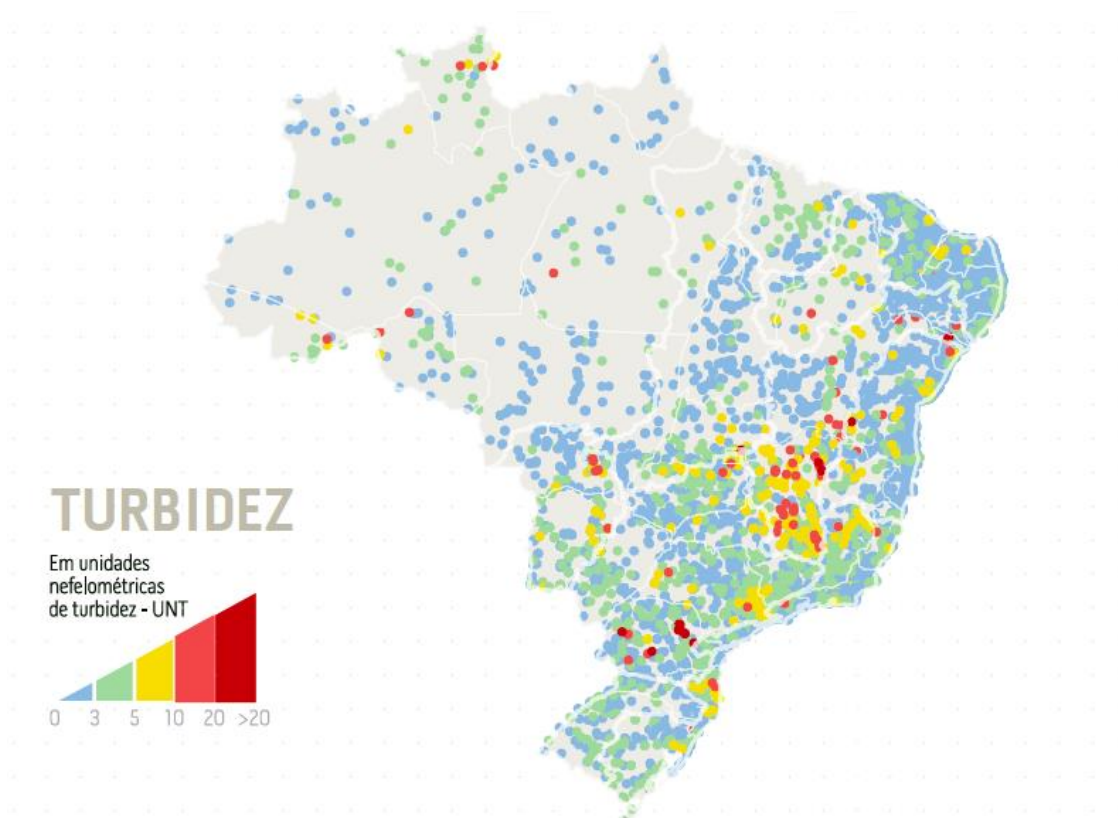 TURBIDEZ
Em unidades
nefelométricas
de turbidez - UNT
0 3 5 10 20 >20